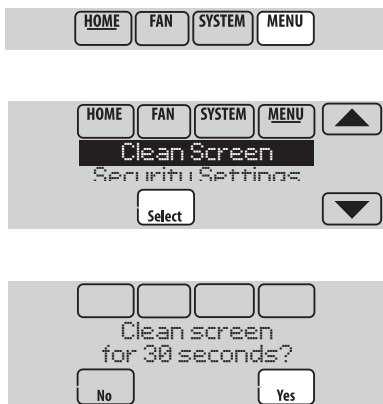 HOME FAN SYSTEM MENU
HOME FAN SYSTEM MENU
Clean Screen
Security Settings
Select
Clean screen
for 30 seconds?
No Yes